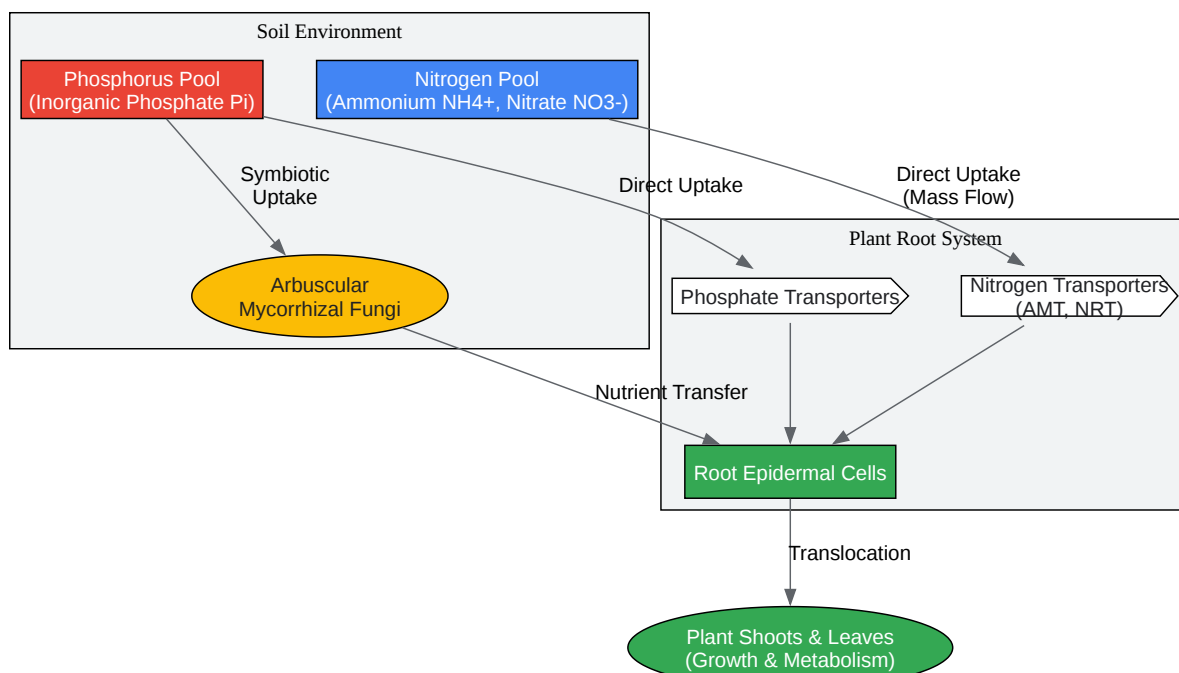 Soil Environment
Phosphorus Pool
(Inorganic Phosphate Pi)
Nitrogen Pool
(Ammonium NH4+, Nitrate NO3-)
Symbiotic
Uptake
Direct Uptake
Direct Uptake
(Mass Flow)
Plant Root System
Arbuscular
Mycorrhizal Fungi
Phosphate Transporters
Nitrogen Transporters
(AMT, NRT)
Nutrient Transfer
Root Epidermal Cells
Translocation
Plant Shoots & Leaves
(Growth & Metabolism)